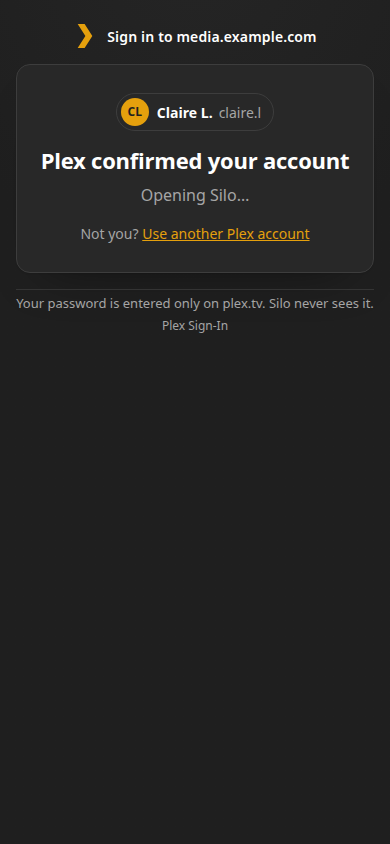 Sign in to media.example.com
CL Claire L. claire.l
Plex confirmed your account
Opening Silo...
Not you? Use another Plex account
Your password is entered only on plex.tv. Silo never sees it.
Plex Sign-In